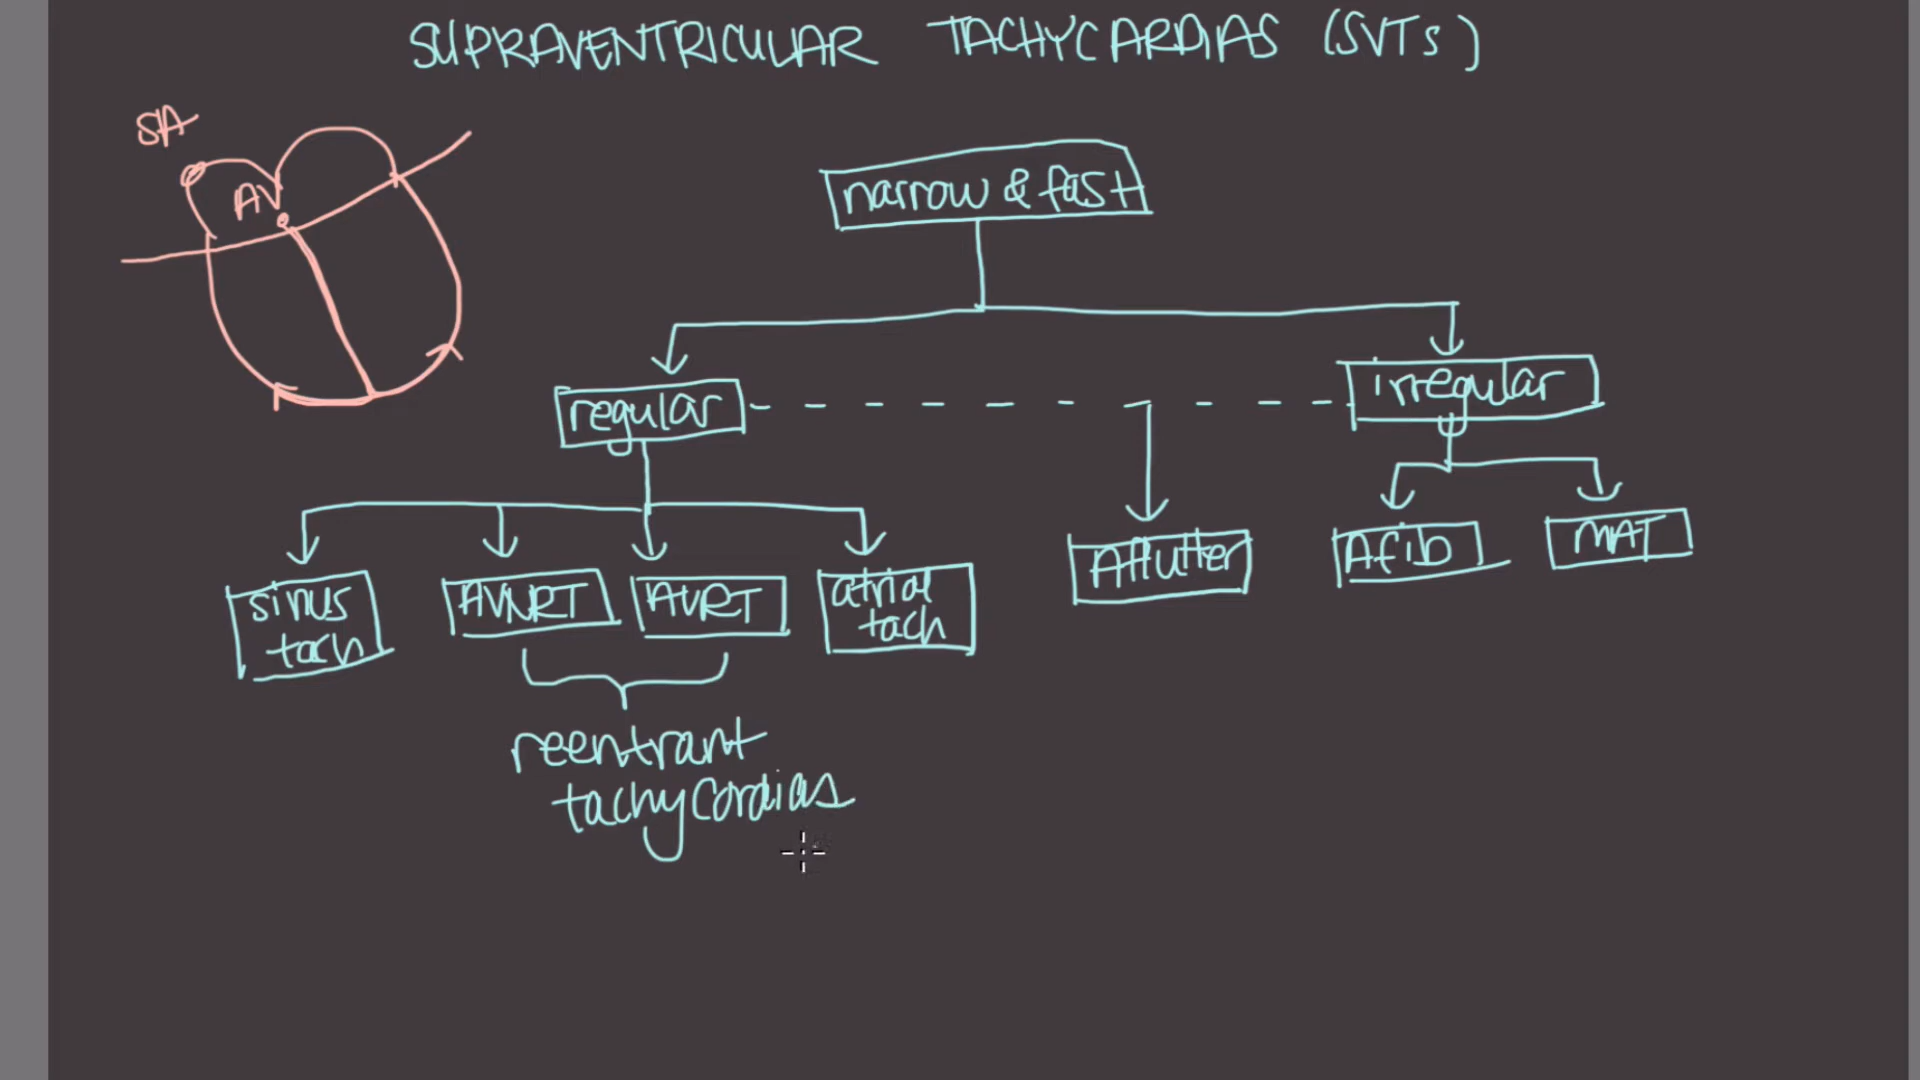 SUPRAVENTRICULAR TACHYCARDIAS (SVTs)
SA
AV
narrow & fast
regular
irregular
sinus
tach
AVNRT
AVRT
atrial
tach
Aflutter
Afib
MAT
reentrant
tachycardias